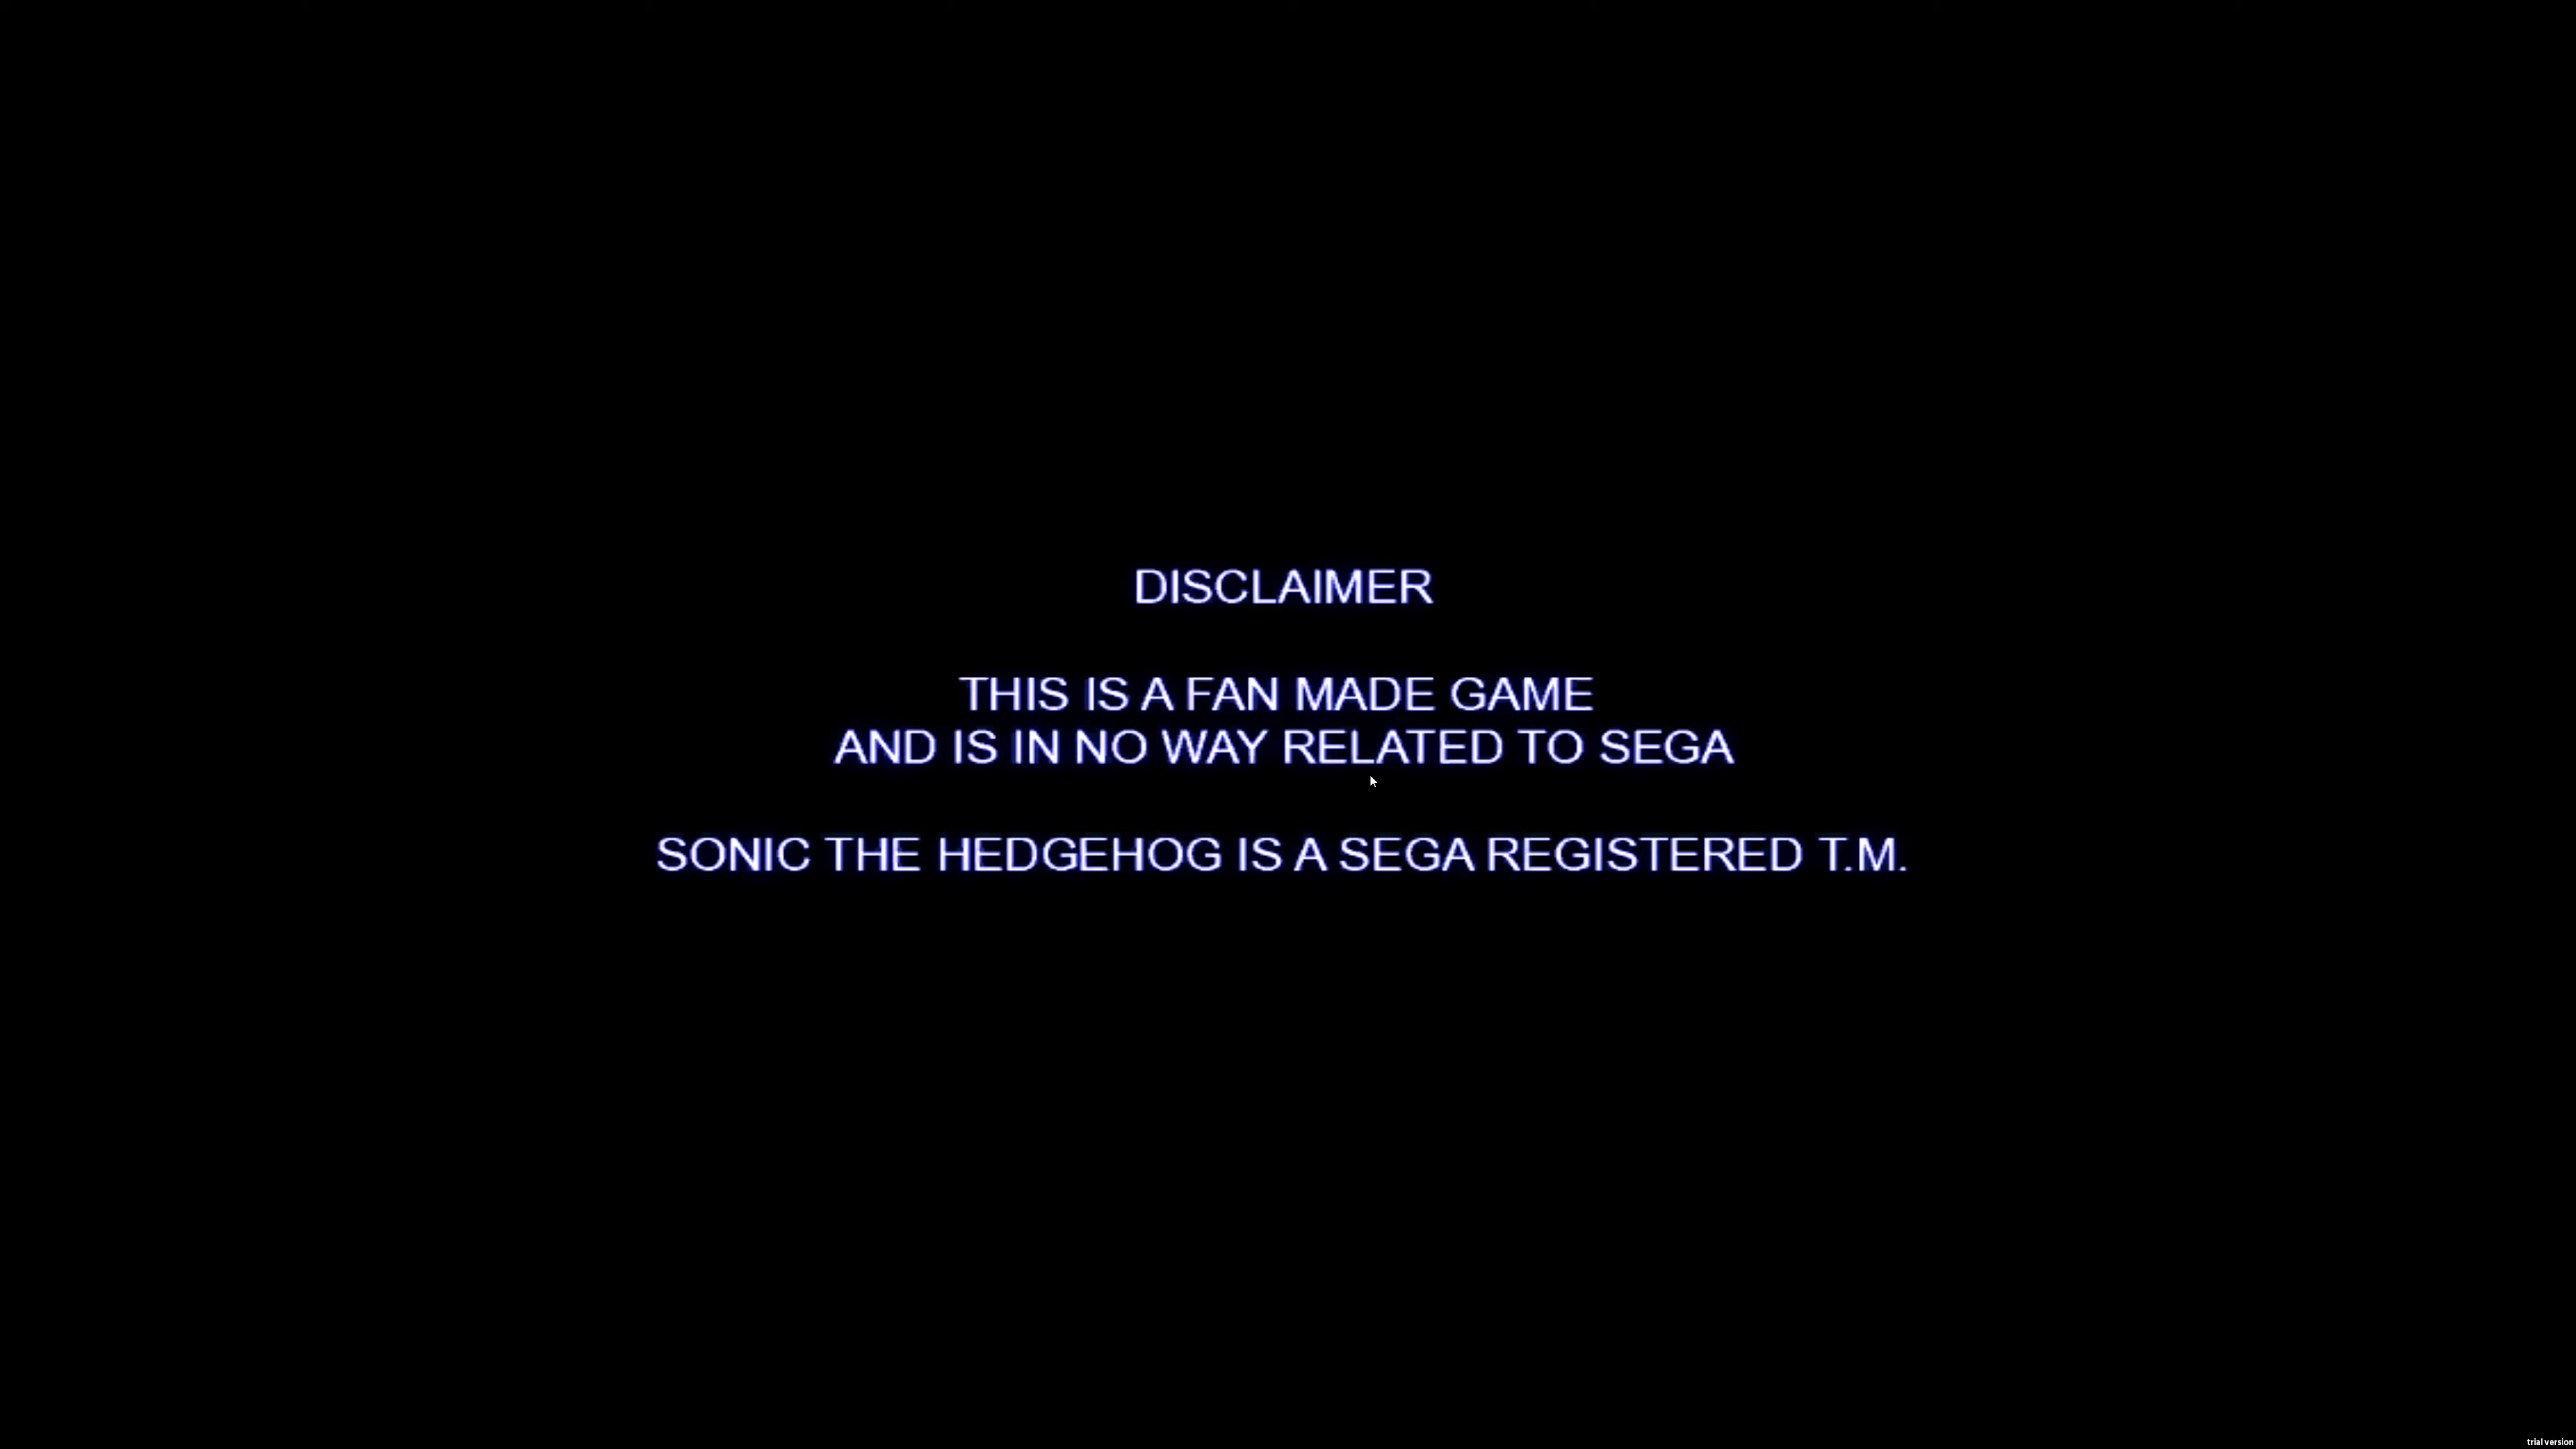 DISCLAIMER
THIS IS A FAN MADE GAME
AND IS IN NO WAY RELATED TO SEGA
SONIC THE HEDGEHOG IS A SEGA REGISTERED T.M.
trial version